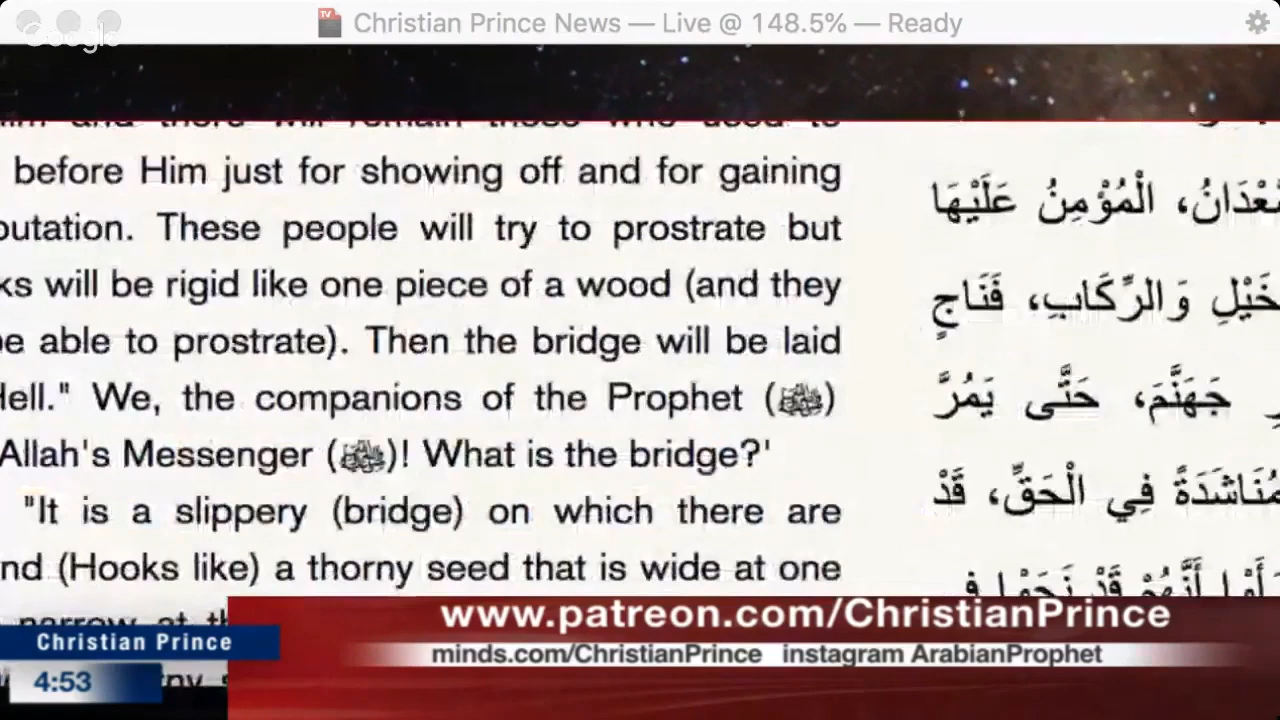 Christian Prince News — Live @ 148.5% — Ready
Google
before Him just for showing off and for gaining
putation. These people will try to prostrate but
ks will be rigid like one piece of a wood (and they
e able to prostrate). Then the bridge will be laid
Hell." We, the companions of the Prophet (ﷺ)
Allah's Messenger (ﷺ)! What is the bridge?'
"It is a slippery (bridge) on which there are
nd (Hooks like) a thorny seed that is wide at one
سَعْدَانُ، الْمُؤْمِنُ عَلَيْهَا
خَيْلِ وَالرِّكَابِ، فَنَاجٍ
جَهَنَّمَ، حَتَّى يَمُرَّ
مُنَاشَدَةً فِي الْحَقِّ، قَدْ
www.patreon.com/ChristianPrince
minds.com/ChristianPrince instagram ArabianProphet
Christian Prince
4:53